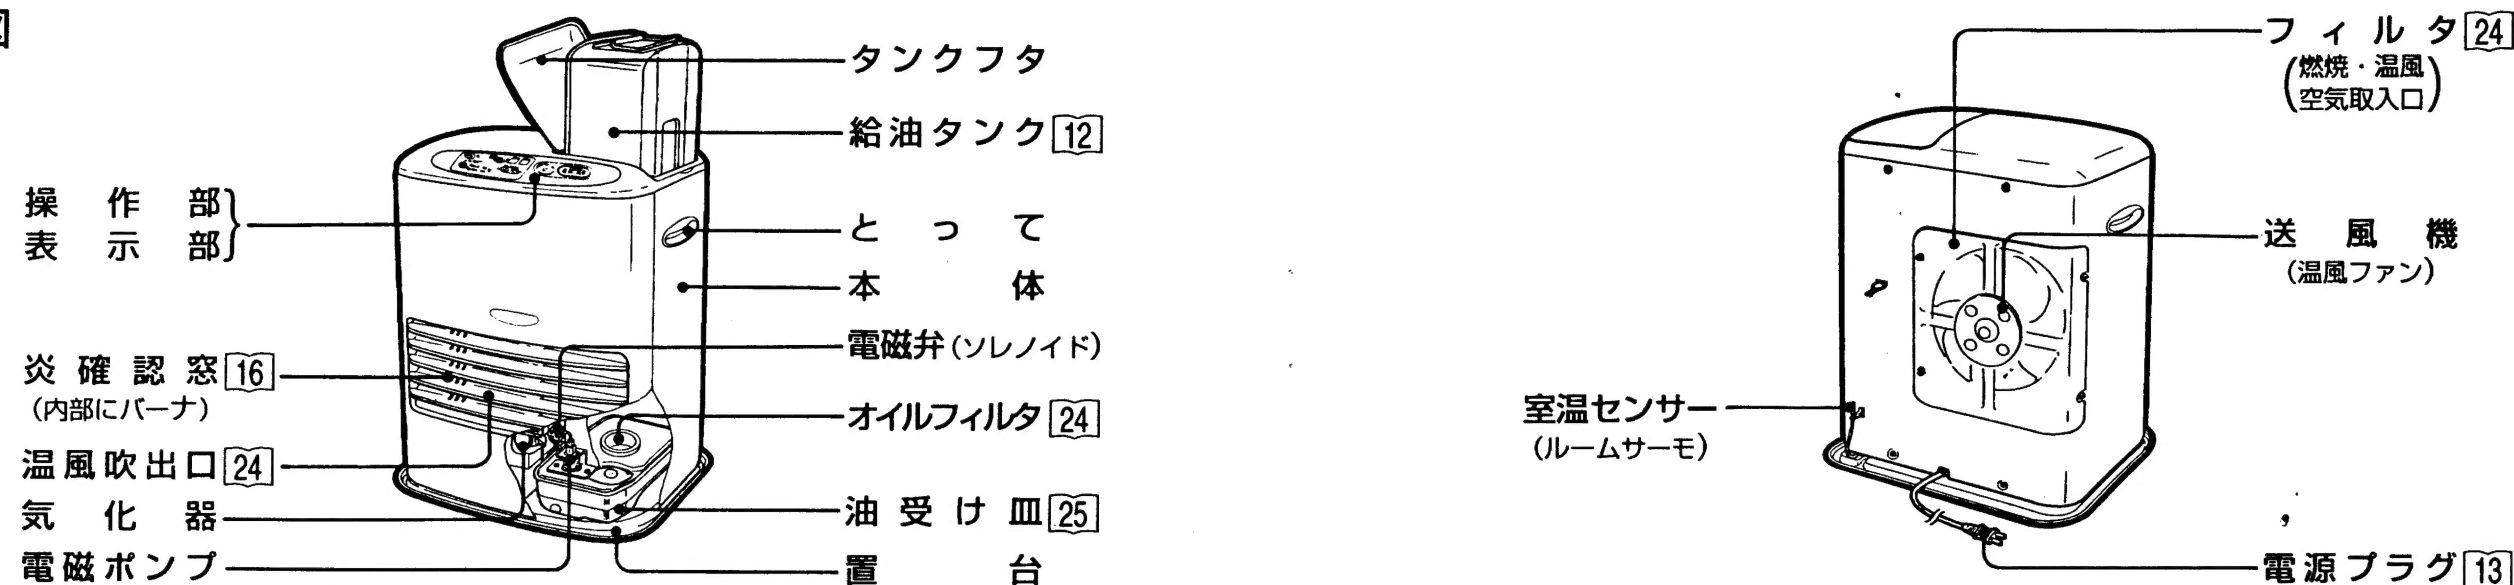 タンクフタ
給油タンク 12
操作部
表示部
とって
本体
電磁弁(ソレノイド)
炎確認窓 16
(内部にバーナ)
オイルフィルタ 24
温風吹出口 24
気化器
油受け皿 25
電磁ポンプ
置台
フィルタ 24
(燃焼・温風
空気取入口)
送風機
(温風ファン)
室温センサー
(ルームサーモ)
電源プラグ 13